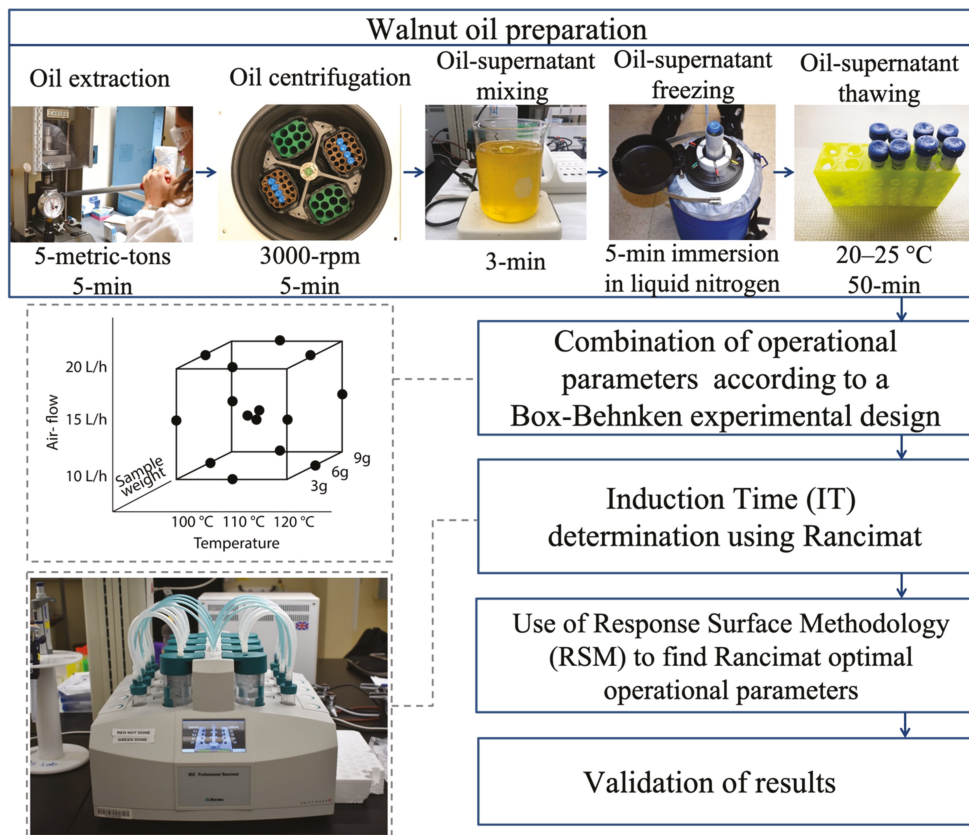 Walnut oil preparation
Oil extraction
5-metric-tons
5-min
Oil centrifugation
3000-rpm
5-min
Oil-supernatant
mixing
3-min
Oil-supernatant
freezing
5-min immersion
in liquid nitrogen
Oil-supernatant
thawing
20–25 °C
50-min
Combination of operational
parameters according to a
Box-Behnken experimental design
20 L/h
15 L/h
10 L/h
Air- flow
Sample
weight
3g
6g
9g
100 °C 110 °C 120 °C
Temperature
Induction Time (IT)
determination using Rancimat
RED NOT DONE
GREEN DONE
Professional Rancimat
Metrohm
Use of Response Surface Methodology
(RSM) to find Rancimat optimal
operational parameters
Validation of results